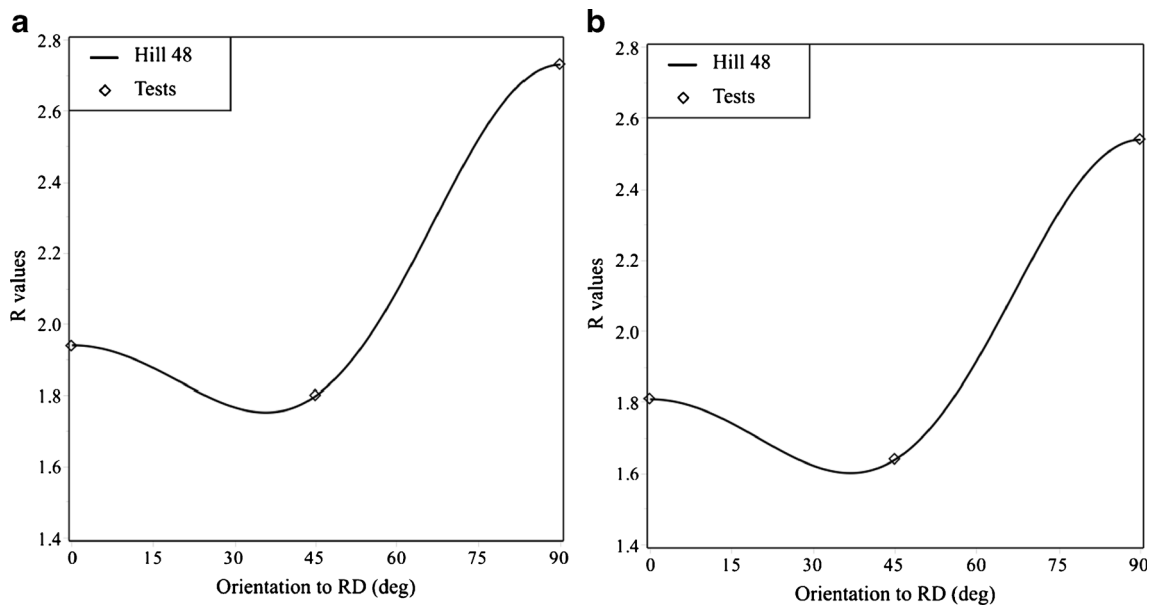 a
2.8
Hill 48
Tests
2.6
2.4
2.2
2.0
1.8
1.6
1.4
R values
0 15 30 45 60 75 90
Orientation to RD (deg)
b
2.8
Hill 48
Tests
2.6
2.4
2.2
2.0
1.8
1.6
1.4
R values
0 15 30 45 60 75 90
Orientation to RD (deg)